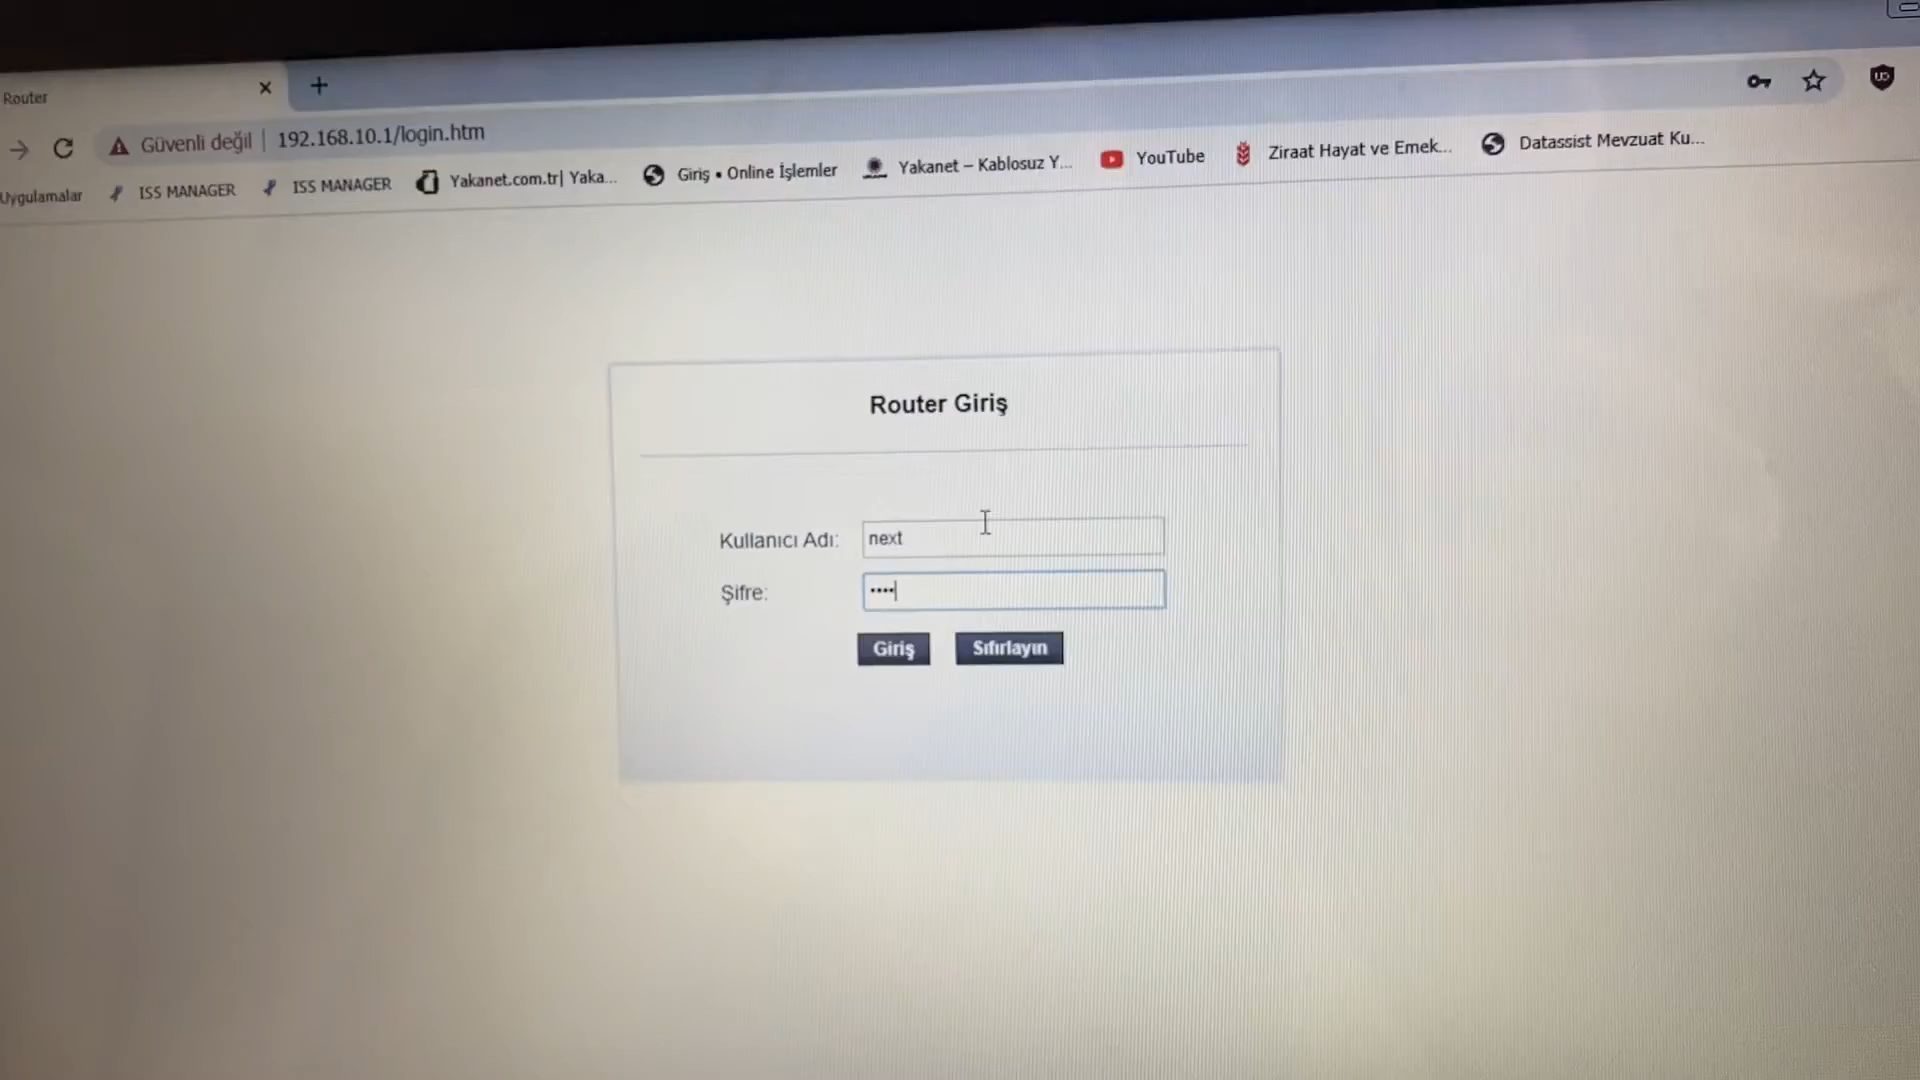 Router
Güvenli değil | 192.168.10.1/login.htm
Uygulamalar ISS MANAGER ISS MANAGER Yakanet.com.tr| Yaka... Giriş • Online İşlemler Yakanet – Kablosuz Y... YouTube Ziraat Hayat ve Emek... Datassist Mevzuat Ku...
Router Giriş
Kullanıcı Adı: next
Şifre: ····
Giriş Sıfırlayın